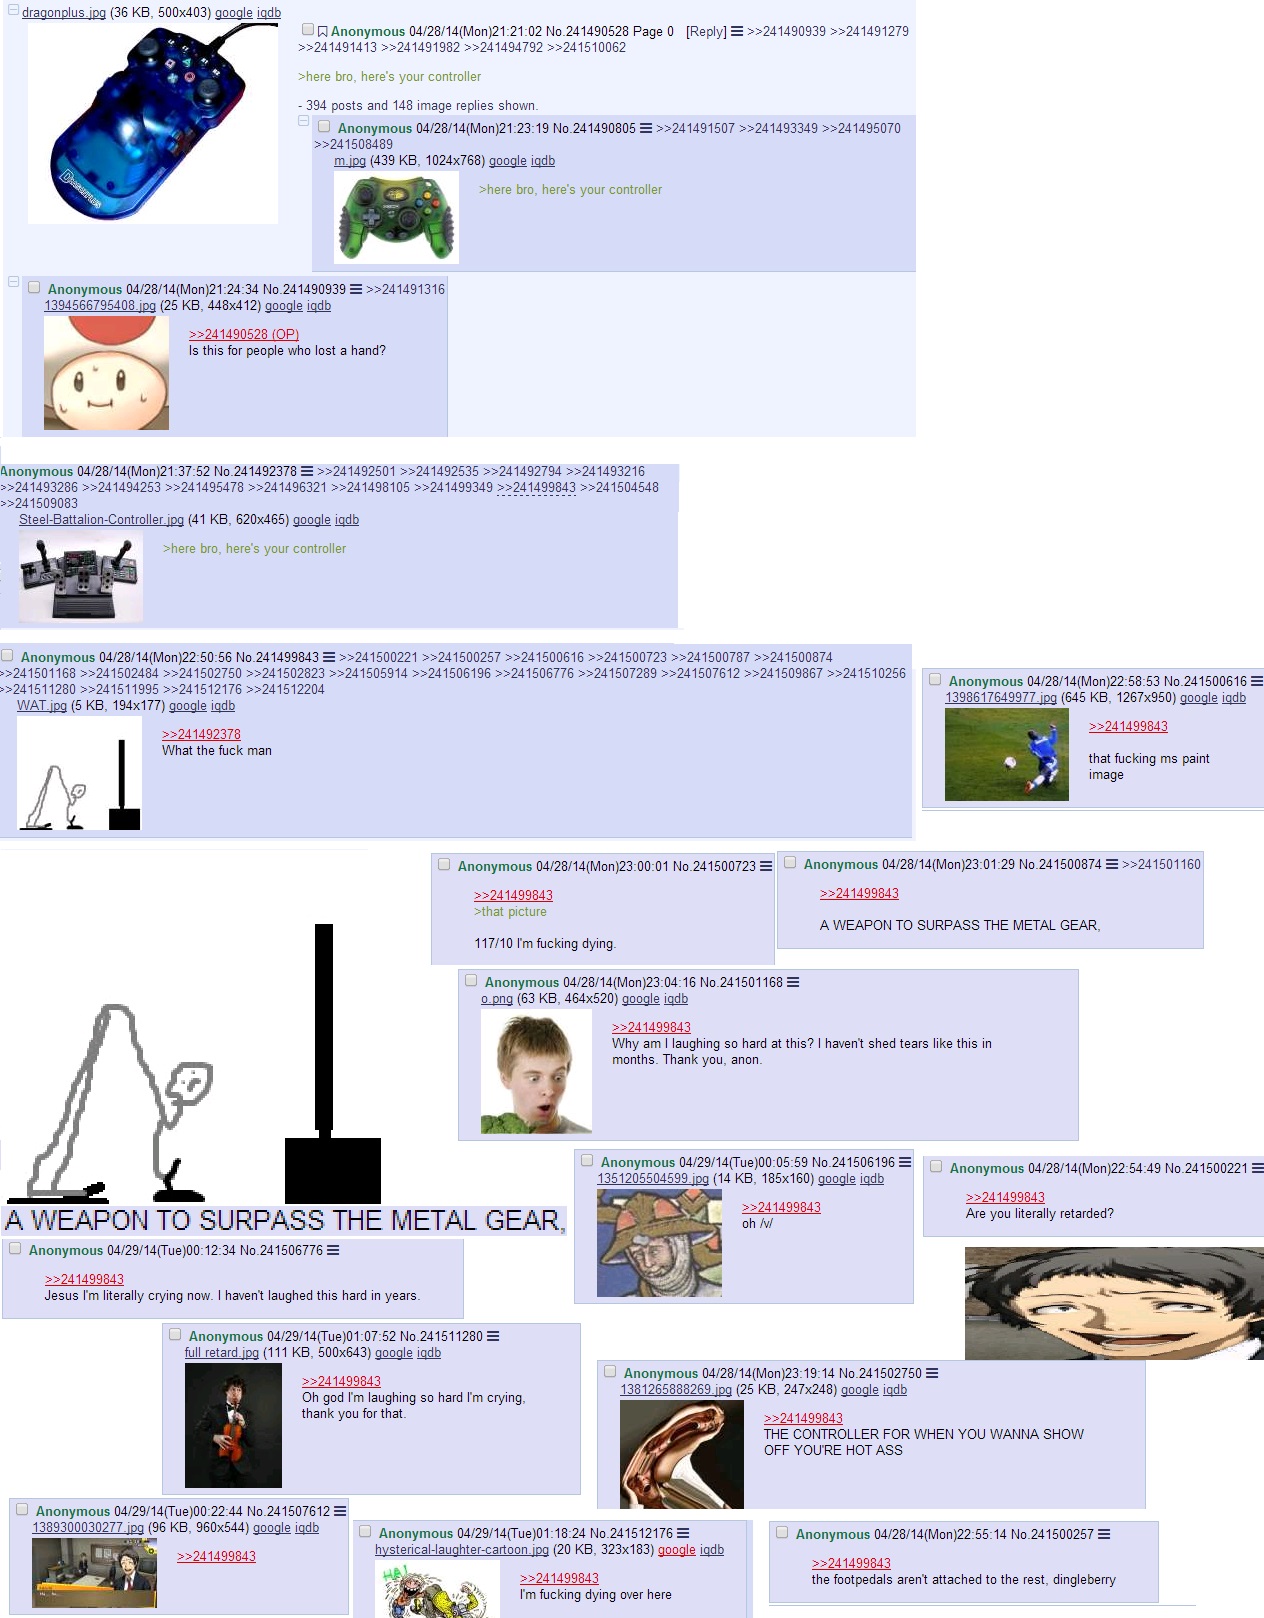 dragonplus.jpg (36 KB, 500x403) google iqdb
Anonymous 04/28/14(Mon)21:21:02 No.241490528 Page 0 [Reply] >>241490939 >>241491279
>>241491413 >>241491982 >>241494792 >>241510062
>here bro, here's your controller
- 394 posts and 148 image replies shown.
DRAGONPLUS
Anonymous 04/28/14(Mon)21:23:19 No.241490805 >>241491507 >>241493349 >>241495070
>>241508489
m.jpg (439 KB, 1024x768) google iqdb
>here bro, here's your controller
Anonymous 04/28/14(Mon)21:24:34 No.241490939 >>241491316
1394566795408.jpg (25 KB, 448x412) google iqdb
>>241490528 (OP)
Is this for people who lost a hand?
Anonymous 04/28/14(Mon)21:37:52 No.241492378 >>241492501 >>241492535 >>241492794 >>241493216
>>241493286 >>241494253 >>241495478 >>241496321 >>241498105 >>241499349 >>241499843 >>241504548
>>241509083
Steel-Battalion-Controller.jpg (41 KB, 620x465) google iqdb
>here bro, here's your controller
Anonymous 04/28/14(Mon)22:50:56 No.241499843 >>241500221 >>241500257 >>241500616 >>241500723 >>241500787 >>241500874
>>241501168 >>241502484 >>241502750 >>241502823 >>241505914 >>241506196 >>241506776 >>241507289 >>241507612 >>241509867 >>241510256
>>241511280 >>241511995 >>241512176 >>241512204
WAT.jpg (5 KB, 194x177) google iqdb
>>241492378
What the fuck man
Anonymous 04/28/14(Mon)22:58:53 No.241500616
1398617649977.jpg (645 KB, 1267x950) google iqdb
>>241499843
that fucking ms paint
image
Anonymous 04/28/14(Mon)23:00:01 No.241500723
>>241499843
>that picture
117/10 I'm fucking dying.
Anonymous 04/28/14(Mon)23:01:29 No.241500874 >>241501160
>>241499843
A WEAPON TO SURPASS THE METAL GEAR,
Anonymous 04/28/14(Mon)23:04:16 No.241501168
o.png (63 KB, 464x520) google iqdb
>>241499843
Why am I laughing so hard at this? I haven't shed tears like this in
months. Thank you, anon.
A WEAPON TO SURPASS THE METAL GEAR,
Anonymous 04/29/14(Tue)00:05:59 No.241506196
1351205504599.jpg (14 KB, 185x160) google iqdb
>>241499843
oh /v/
Anonymous 04/28/14(Mon)22:54:49 No.241500221
>>241499843
Are you literally retarded?
Anonymous 04/29/14(Tue)00:12:34 No.241506776
>>241499843
Jesus I'm literally crying now. I haven't laughed this hard in years.
Anonymous 04/29/14(Tue)01:07:52 No.241511280
full retard.jpg (111 KB, 500x643) google iqdb
>>241499843
Oh god I'm laughing so hard I'm crying,
thank you for that.
Anonymous 04/28/14(Mon)23:19:14 No.241502750
1381265888269.jpg (25 KB, 247x248) google iqdb
>>241499843
THE CONTROLLER FOR WHEN YOU WANNA SHOW
OFF YOU'RE HOT ASS
Anonymous 04/29/14(Tue)00:22:44 No.241507612
1389300030277.jpg (96 KB, 960x544) google iqdb
>>241499843
Anonymous 04/29/14(Tue)01:18:24 No.241512176
hysterical-laughter-cartoon.jpg (20 KB, 323x183) google iqdb
HA!
>>241499843
I'm fucking dying over here
Anonymous 04/28/14(Mon)22:55:14 No.241500257
>>241499843
the footpedals aren't attached to the rest, dingleberry